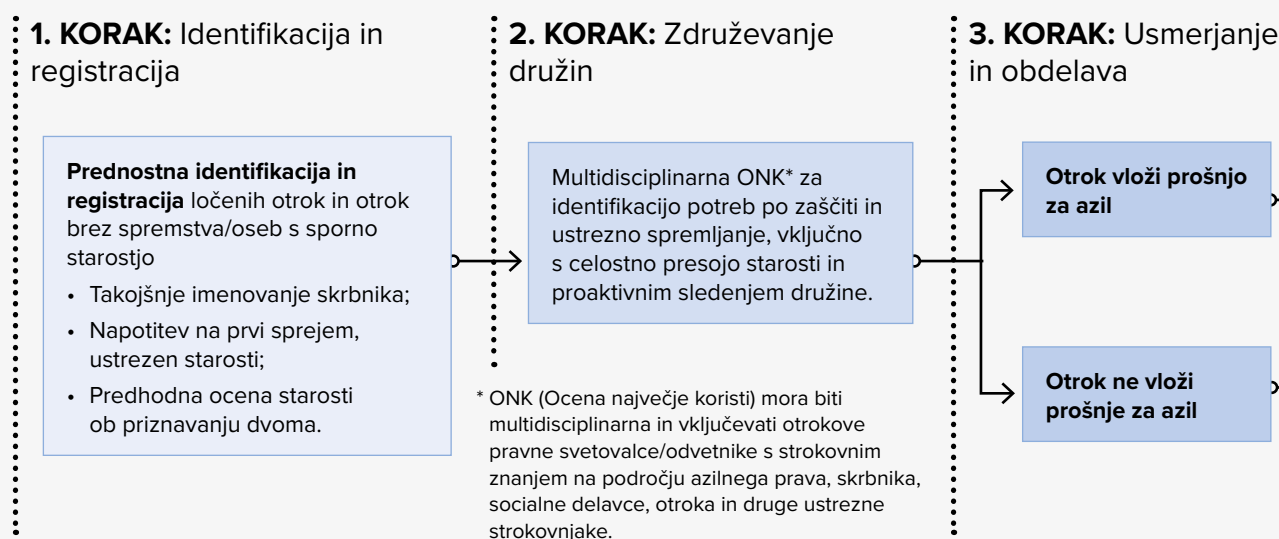 1. KORAK: Identifikacija in
registracija
Prednostna identifikacija in
registracija ločenih otrok in otrok
brez spremstva/oseb s sporno
starostjo
• Takojšnje imenovanje skrbnika;
• Napotitev na prvi sprejem,
ustrezen starosti;
• Predhodna ocena starosti
ob priznavanju dvoma.
2. KORAK: Združevanje
družin
Multidisciplinarna ONK* za
identifikacijo potreb po zaščiti in
ustrezno spremljanje, vključno
s celostno presojo starosti in
proaktivnim sledenjem družine.
* ONK (Ocena največje koristi) mora biti
multidisciplinarna in vključevati otrokove
pravne svetovalce/odvetnike s strokovnim
znanjem na področju azilnega prava, skrbnika,
socialne delavce, otroka in druge ustrezne
strokovnjake.
3. KORAK: Usmerjanje
in obdelava
Otrok vloži prošnjo
za azil
Otrok ne vloži
prošnje za azil